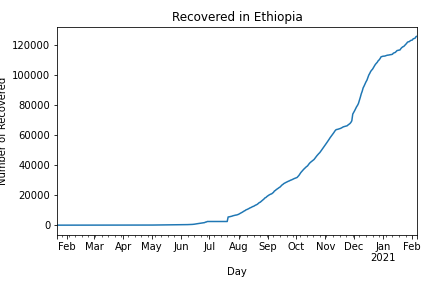 Recovered in Ethiopia
120000
100000
80000
60000
40000
20000
0
Number of Recovered
Feb Mar Apr May Jun Jul Aug Sep Oct Nov Dec Jan Feb
2021
Day